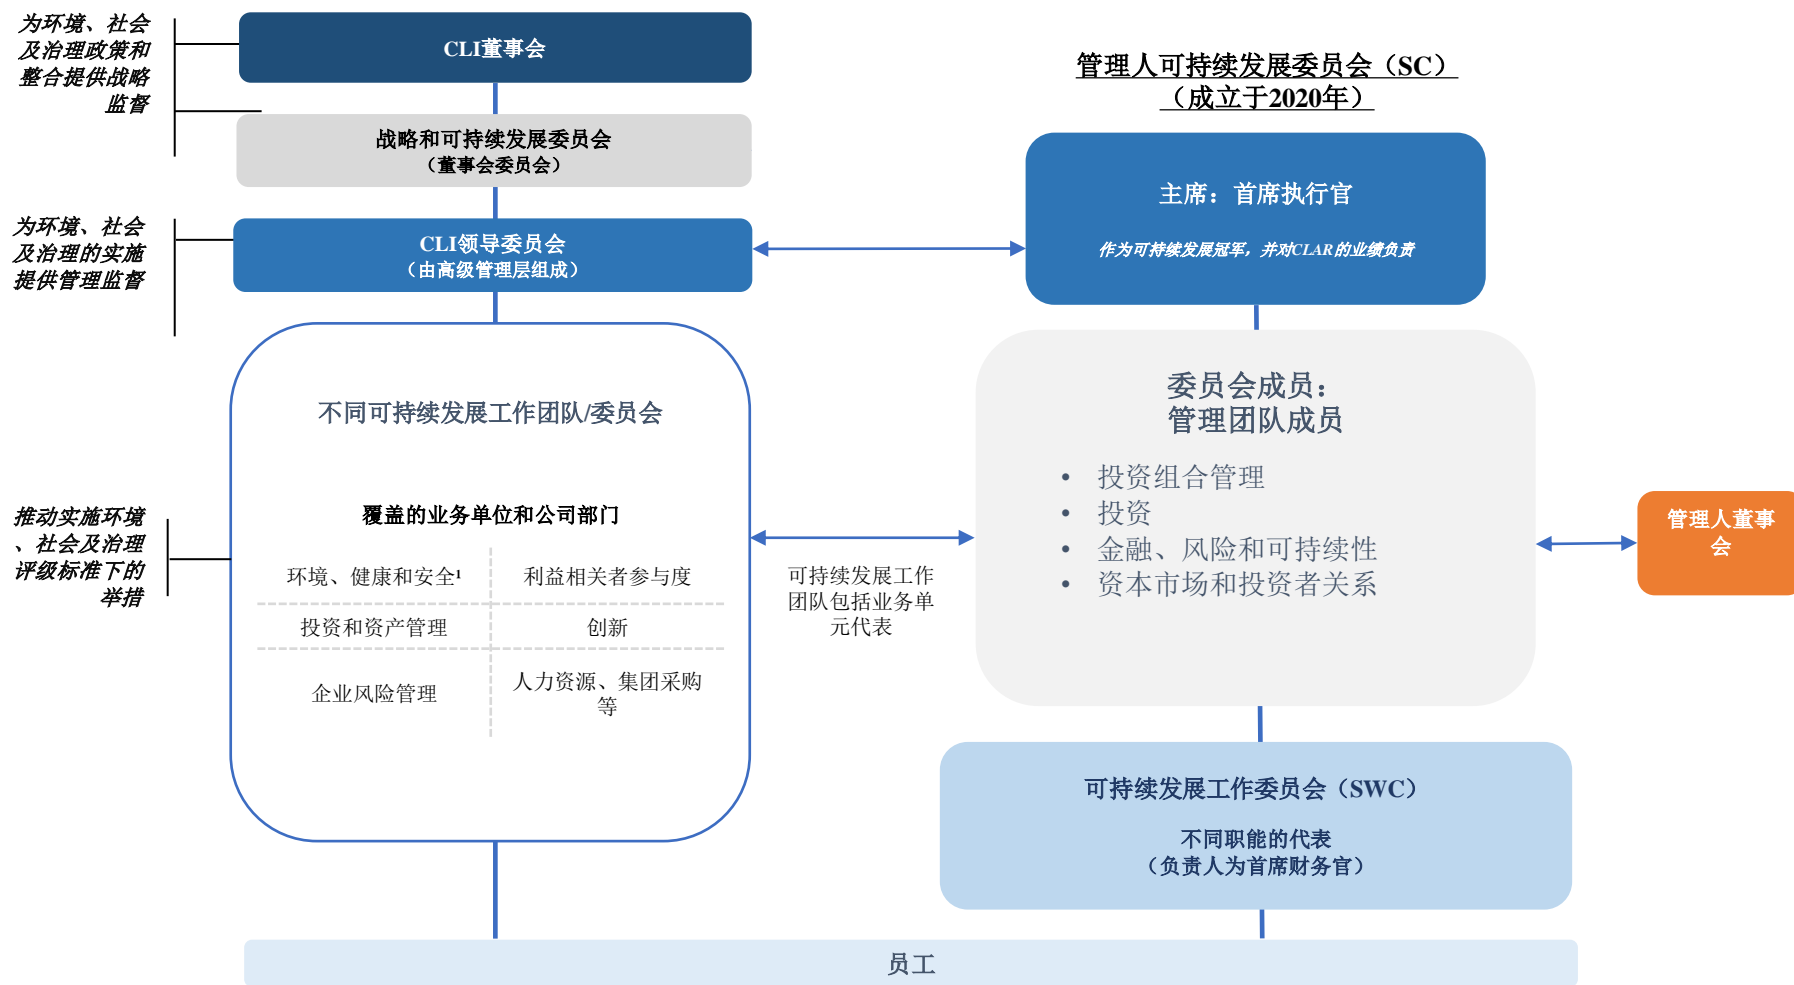 为环境、社会
及治理政策和
整合提供战略
监督
CLI董事会
战略和可持续发展委员会
（董事会委员会）
为环境、社会
及治理的实施
提供管理监督
CLI领导委员会
（由高级管理层组成）
不同可持续发展工作团队/委员会
覆盖的业务单位和公司部门
推动实施环境
、社会及治理
评级标准下的
举措
环境、健康和安全¹
利益相关者参与度
投资和资产管理
创新
企业风险管理
人力资源、集团采购
等
可持续发展工作
团队包括业务单
元代表
管理人可持续发展委员会（SC）
（成立于2020年）
主席：首席执行官
作为可持续发展冠军，并对CLAR的业绩负责
委员会成员：
管理团队成员
• 投资组合管理
• 投资
• 金融、风险和可持续性
• 资本市场和投资者关系
管理人董事
会
可持续发展工作委员会（SWC）
不同职能的代表
（负责人为首席财务官）
员工